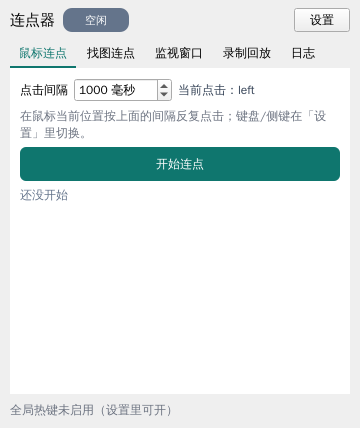 连点器 空闲 设置
鼠标连点 找图连点 监视窗口 录制回放 日志
点击间隔 1000 毫秒 当前点击：left
在鼠标当前位置按上面的间隔反复点击；键盘/侧键在「设
置」里切换。
开始连点
还没开始
全局热键未启用（设置里可开）